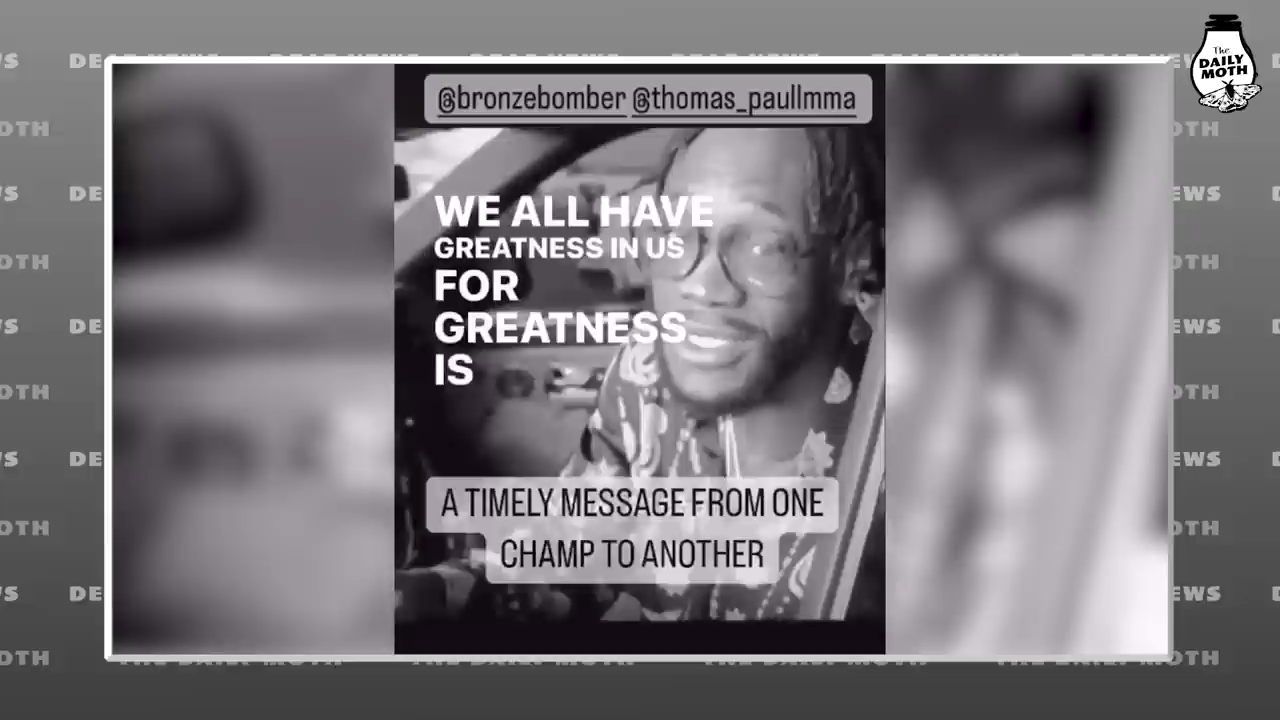 The
DAILY
MOTH
@bronzebomber @thomas_paullmma
WE ALL HAVE
GREATNESS IN US
FOR
GREATNESS
IS
A TIMELY MESSAGE FROM ONE
CHAMP TO ANOTHER